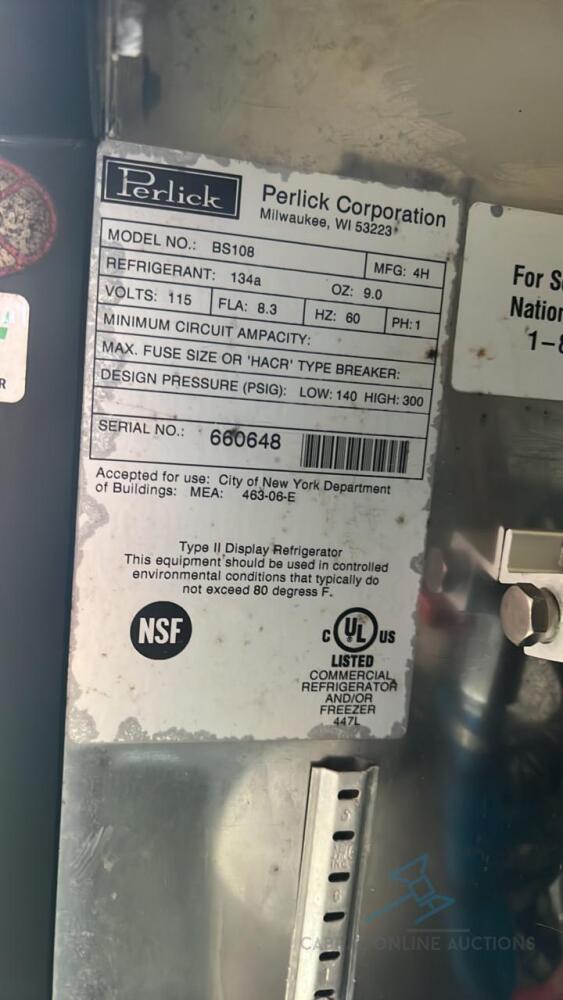 Perlick
Perlick Corporation
Milwaukee, WI 53223
MODEL NO.: BS108
MFG: 4H
REFRIGERANT: 134a
OZ: 9.0
VOLTS: 115
FLA: 8.3
HZ: 60
PH: 1
MINIMUM CIRCUIT AMPACITY:
MAX. FUSE SIZE OR 'HACR' TYPE BREAKER:
DESIGN PRESSURE (PSIG): LOW: 140 HIGH: 300
SERIAL NO.: 660648
Accepted for use: City of New York Department
of Buildings: MEA: 463-06-E
Type II Display Refrigerator
This equipment should be used in controlled
environmental conditions that typically do
not exceed 80 degress F.
NSF
C UL US
LISTED
COMMERCIAL
REFRIGERATOR
AND/OR
FREEZER
447L
For S
Nation
1-8
R
ONLINE AUCTIONS